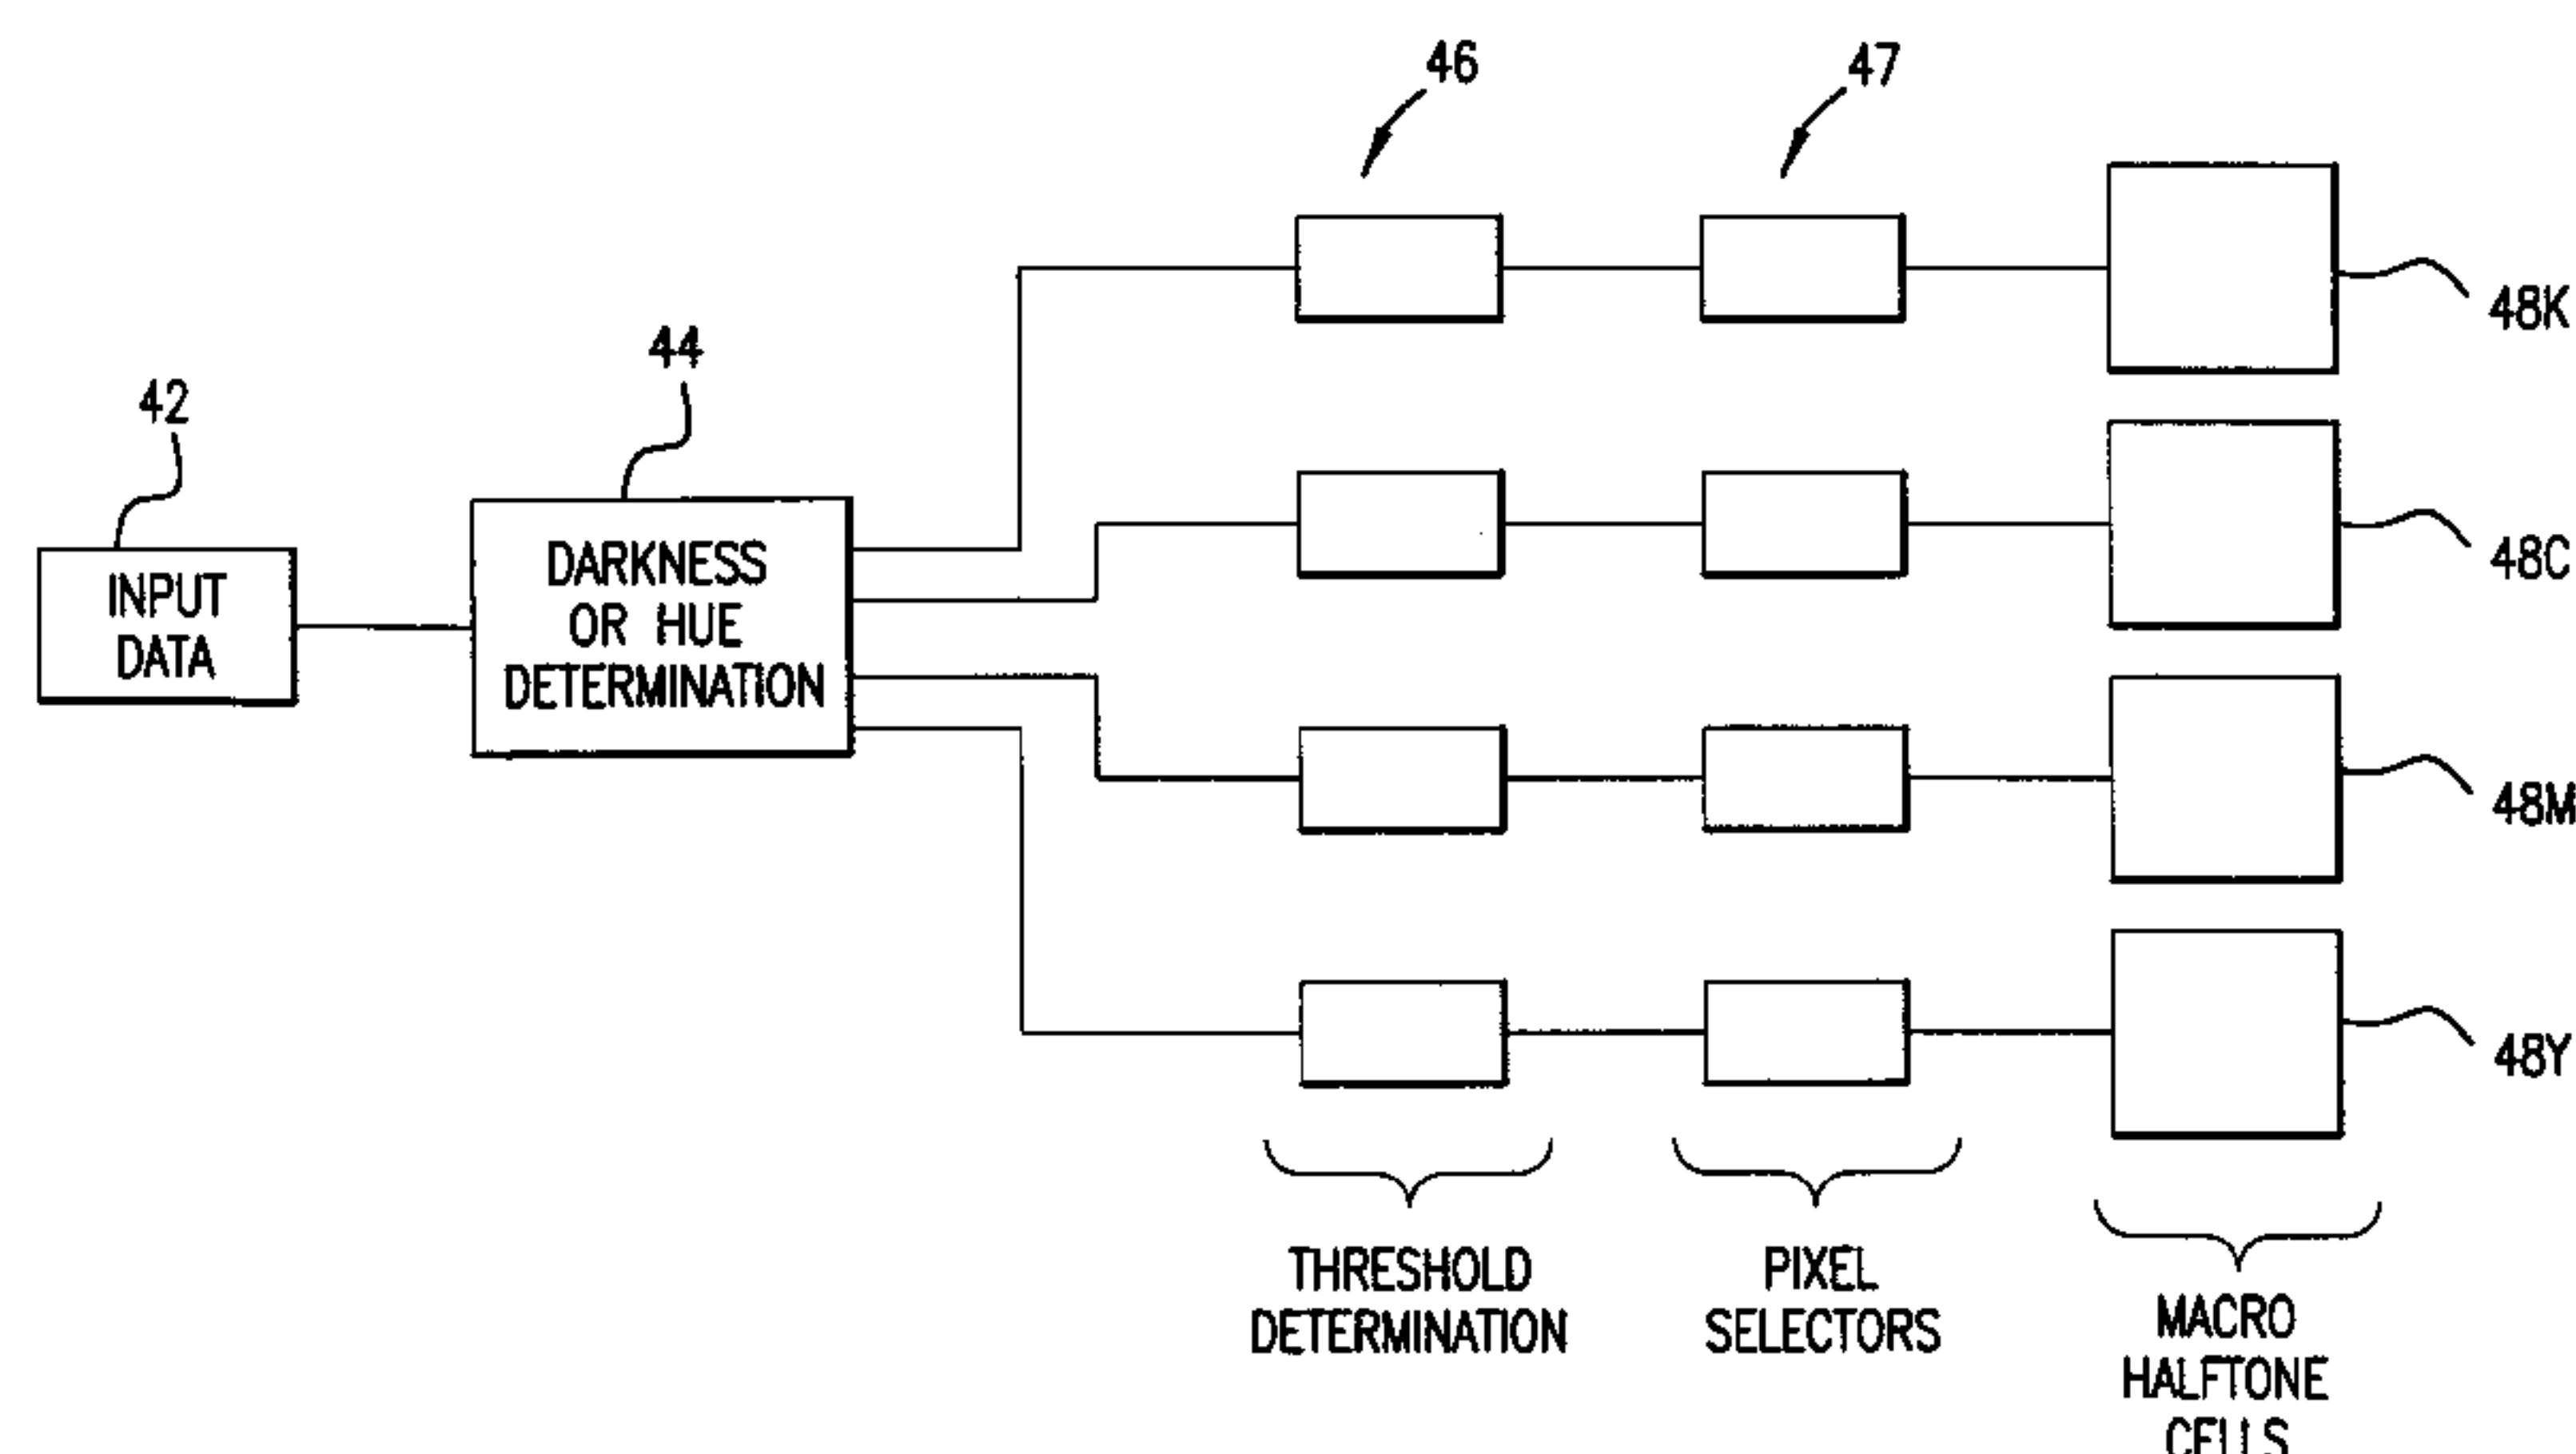 46
47
48K
44
42
48C
DARKNESS
OR HUE
DETERMINATION
INPUT
DATA
48M
48Y
THRESHOLD
DETERMINATION
PIXEL
SELECTORS
MACRO
HALFTONE
CELLS